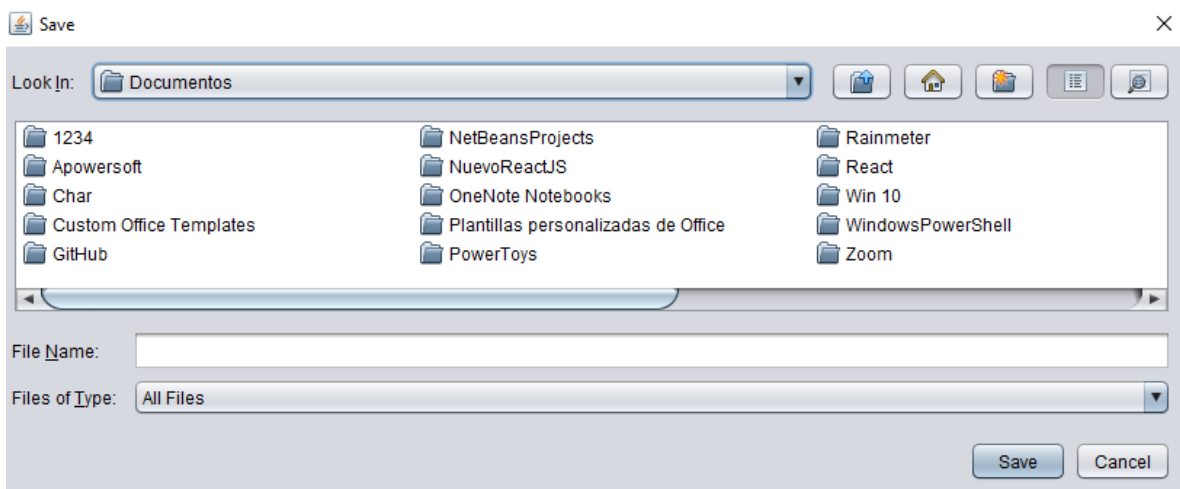 Save
Look In: Documentos
1234
Apowersoft
Char
Custom Office Templates
GitHub
NetBeansProjects
NuevoReactJS
OneNote Notebooks
Plantillas personalizadas de Office
PowerToys
Rainmeter
React
Win 10
WindowsPowerShell
Zoom
File Name:
Files of Type: All Files
Save Cancel